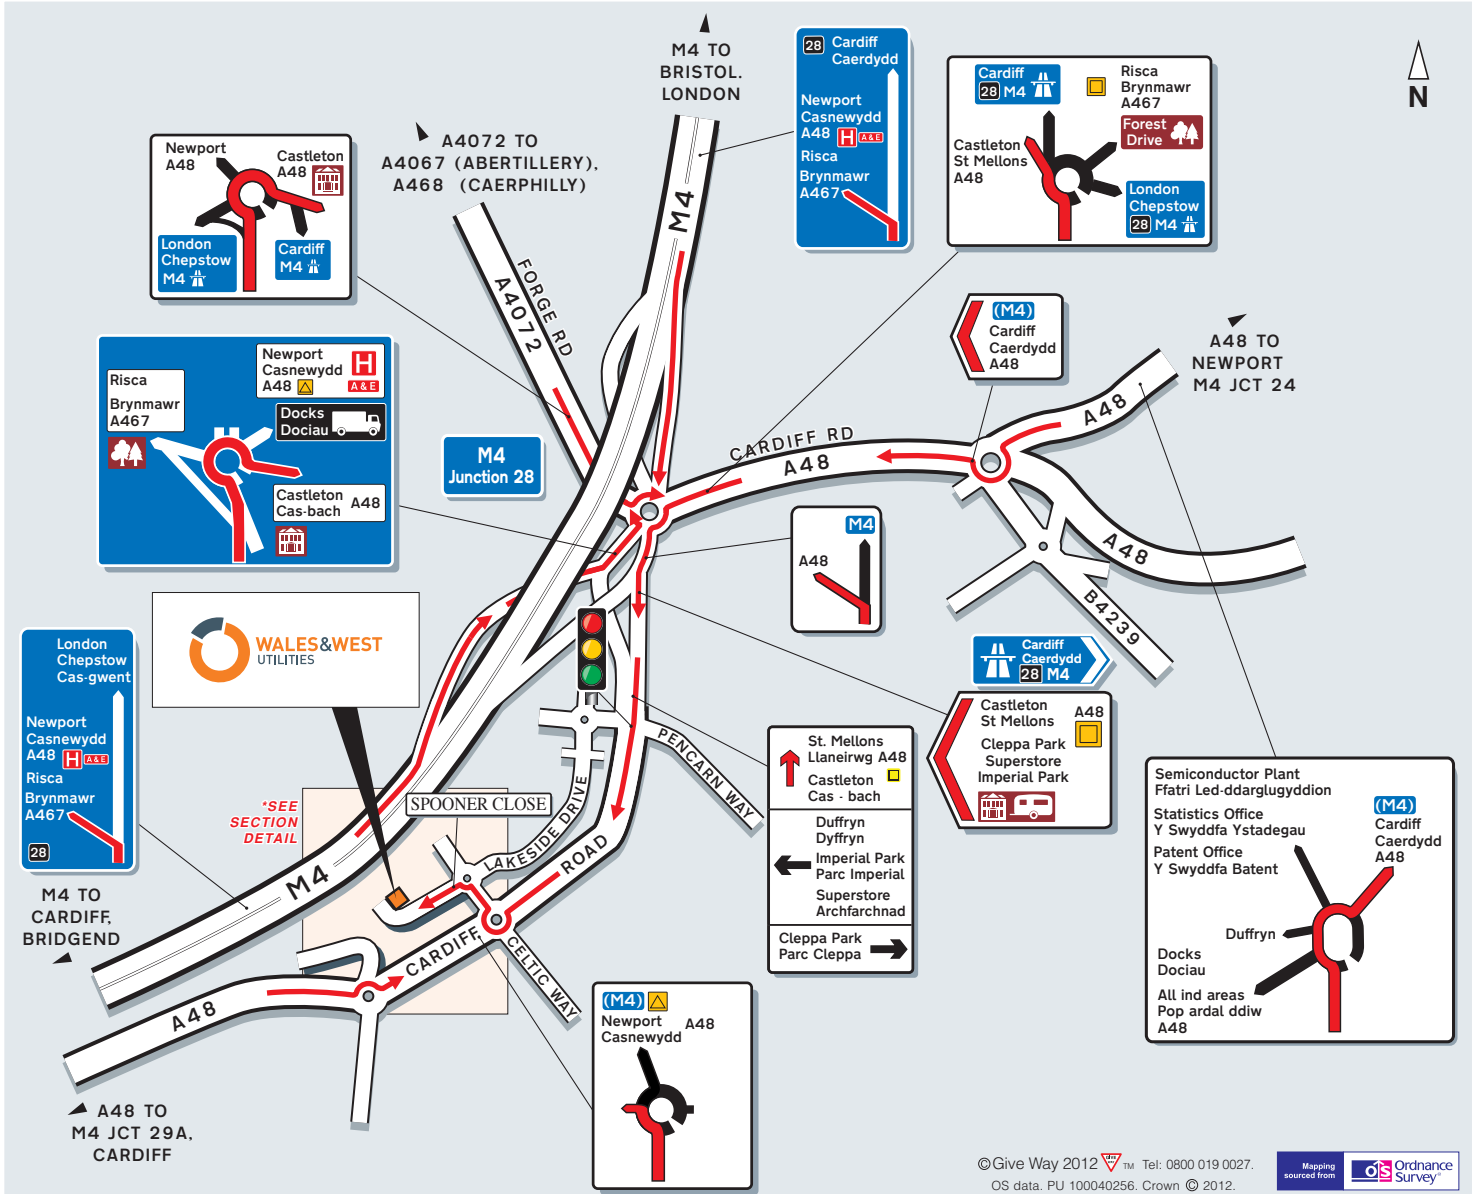 M4 TO
BRISTOL.
LONDON
28 Cardiff
Caerdydd
Newport
Casnewydd
A48 H A&E
Risca
Brynmawr
A467
Cardiff
28 M4
Risca
Brynmawr
A467
Forest
Drive
Castleton
St Mellons
A48
London
Chepstow
28 M4
N
A4072 TO
A4067 (ABERTILLERY),
A468 (CAERPHILLY)
Newport
A48
Castleton
A48
London
Chepstow
M4
Cardiff
M4
FORGE RD
A4072
M4
(M4)
Cardiff
Caerdydd
A48
A48 TO
NEWPORT
M4 JCT 24
A48
Newport
Casnewydd
A48
H
A & E
Risca
Brynmawr
A467
Docks
Dociau
Castleton A48
Cas-bach
M4
Junction 28
CARDIFF RD
A48
M4
A48
A48
B4239
WALES&WEST
UTILITIES
London
Chepstow
Cas-gwent
Newport
Casnewydd
A48 H A&E
Risca
Brynmawr
A467
28
Cardiff
Caerdydd
28 M4
Castleton
St Mellons
A48
Cleppa Park
Superstore
Imperial Park
St. Mellons
Llaneirwg A48
Castleton
Cas - bach
Duffryn
Dyffryn
Imperial Park
Parc Imperial
Superstore
Archfarchnad
Cleppa Park
Parc Cleppa
PENCARN WAY
*SEE
SECTION
DETAIL
SPOONER CLOSE
LAKESIDE DRIVE
M4
CARDIFF ROAD
CELTIC WAY
M4 TO
CARDIFF,
BRIDGEND
A48
A48 TO
M4 JCT 29A,
CARDIFF
(M4)
Newport A48
Casnewydd
Semiconductor Plant
Ffatri Led-ddarglugyddion
Statistics Office
Y Swyddfa Ystadegau
Patent Office
Y Swyddfa Batent
(M4)
Cardiff
Caerdydd
A48
Duffryn
Docks
Dociau
All ind areas
Pop ardal ddiw
A48
©Give Way 2012 give way TM Tel: 0800 019 0027.
OS data. PU 100040256. Crown © 2012.
Mapping
sourced from
OS Ordnance
Survey®